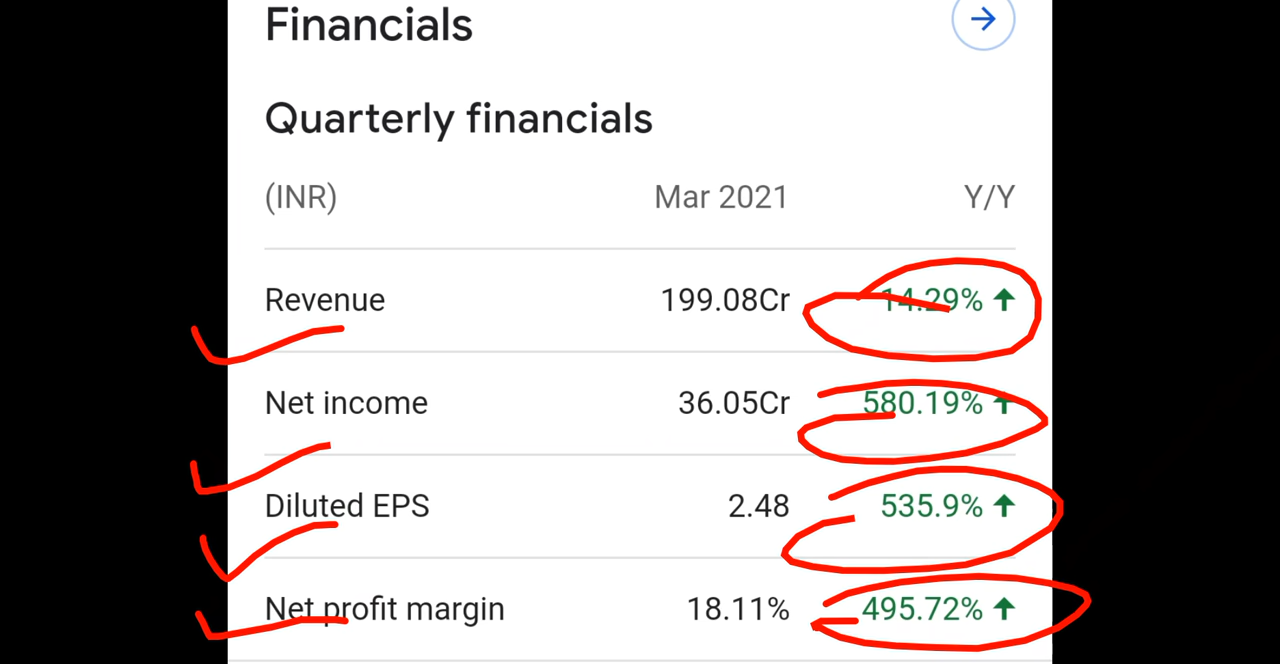 Financials
Quarterly financials
(INR) Mar 2021 Y/Y
Revenue 199.08Cr 14.29%
Net income 36.05Cr 580.19%
Diluted EPS 2.48 535.9%
Net profit margin 18.11% 495.72%